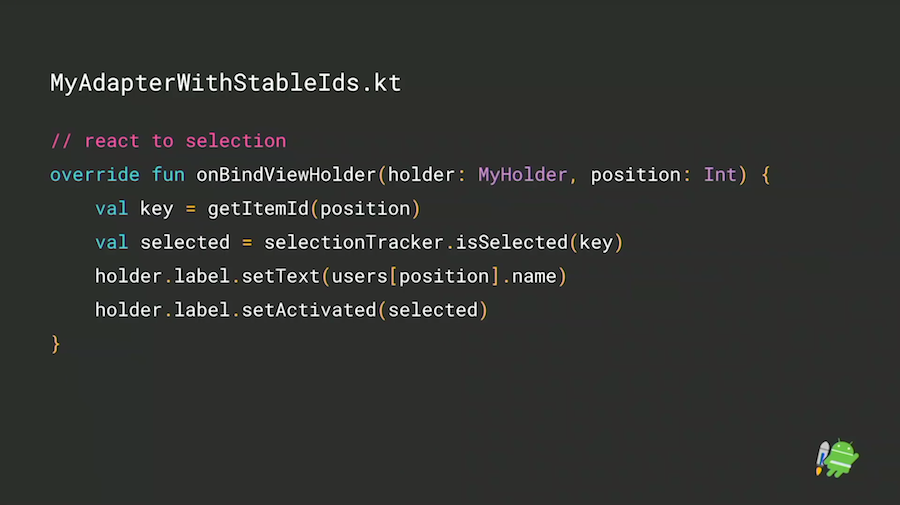 MyAdapterWithStableIds.kt
// react to selection
override fun onBindViewHolder(holder: MyHolder, position: Int) {
    val key = getItemId(position)
    val selected = selectionTracker.isSelected(key)
    holder.label.setText(users[position].name)
    holder.label.setActivated(selected)
}